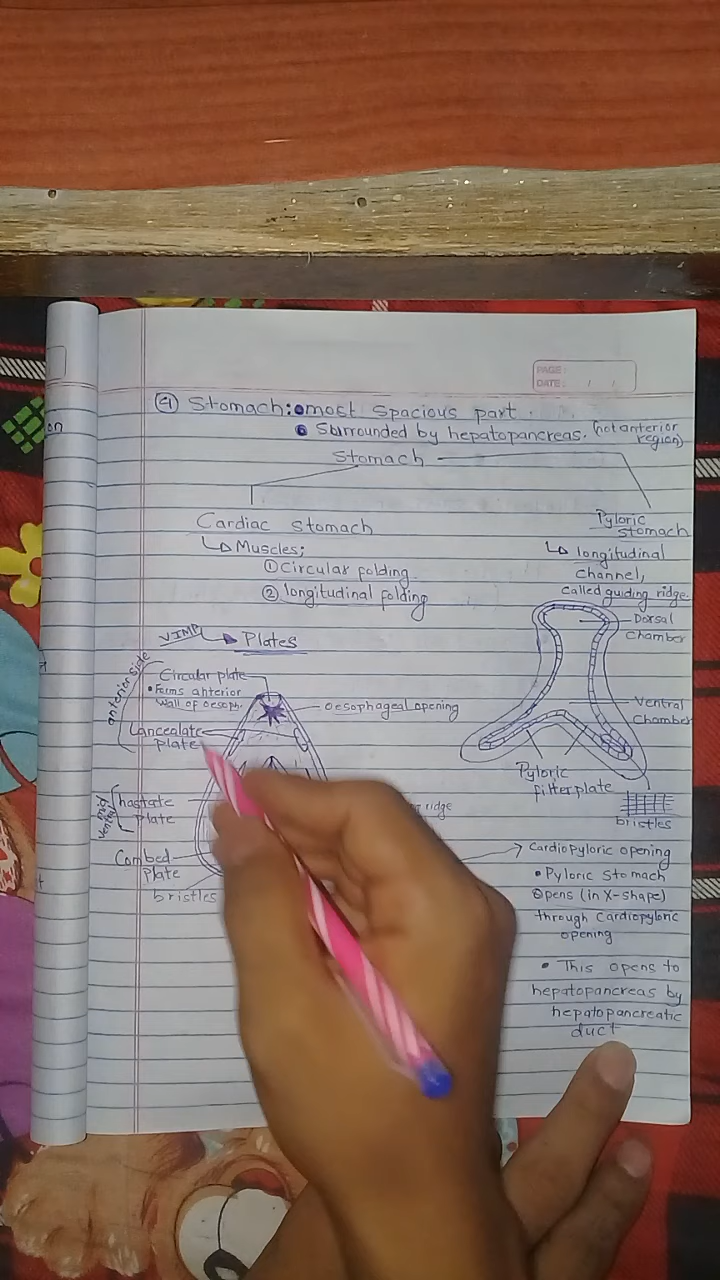 PAGE:
DATE: / /
on
④ Stomach: • most Spacious part.
• Surrounded by hepatopancreas. (not anterior region)
Stomach
Cardiac stomach
Muscles;
① Circular folding
② longitudinal folding
Pyloric
stomach
longitudinal
channel,
called guiding ridge.
Dorsal
Chamber
Ventral
Chamber
Pyloric
filterplate
bristles
VIMP
Plates
anterior side
Circular plate
• Forms anterior
wall of oesoph.
Oesophageal opening
Lancealate
plate
mid
hastate
plate
ridge
Combed
plate
bristles
Cardiopyloric opening
• Pyloric Stomach
Opens (in X-shape)
through Cardiopyloric
opening
• This opens to
hepatopancreas by
hepatopancreatic
duct